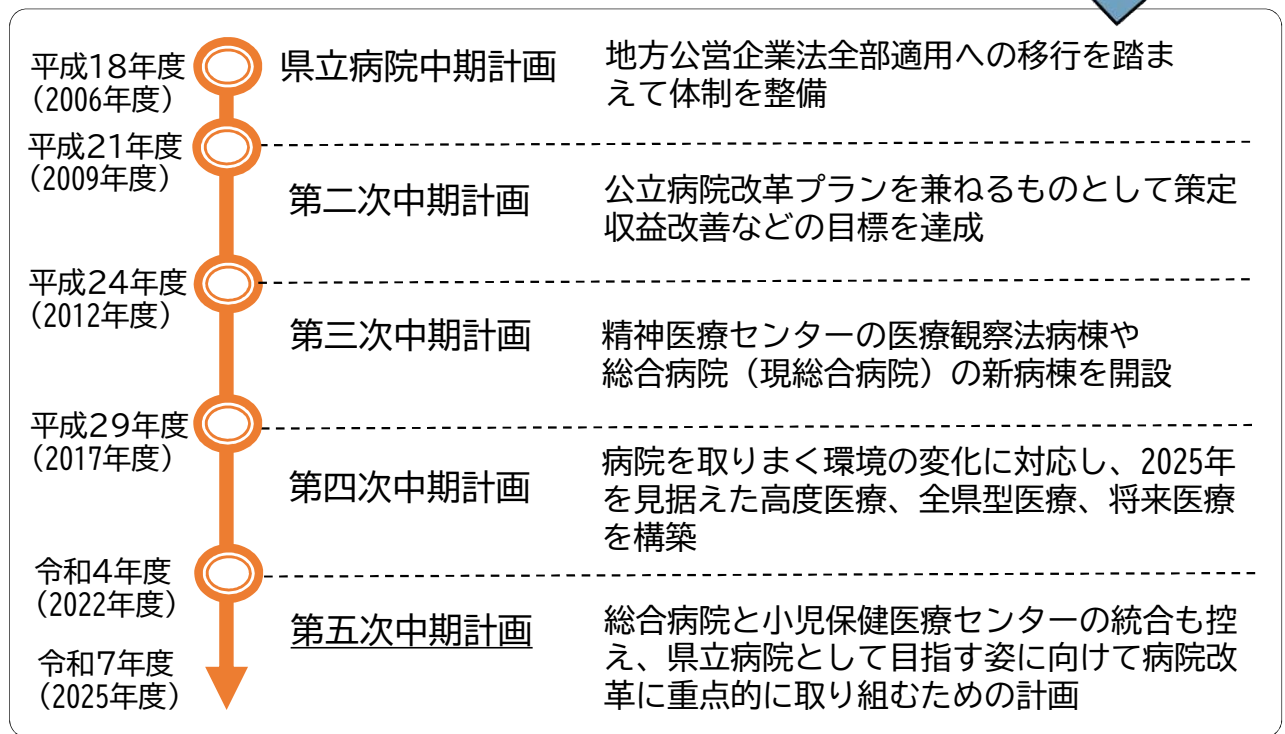 平成18年度
(2006年度)
県立病院中期計画
地方公営企業法全部適用への移行を踏ま
えて体制を整備
平成21年度
(2009年度)
第二次中期計画
公立病院改革プランを兼ねるものとして策定
収益改善などの目標を達成
平成24年度
(2012年度)
第三次中期計画
精神医療センターの医療観察法病棟や
総合病院（現総合病院）の新病棟を開設
平成29年度
(2017年度)
第四次中期計画
病院を取りまく環境の変化に対応し、2025年
を見据えた高度医療、全県型医療、将来医療
を構築
令和4年度
(2022年度)
第五次中期計画
総合病院と小児保健医療センターの統合も控
え、県立病院として目指す姿に向けて病院改
革に重点的に取り組むための計画
令和7年度
(2025年度)